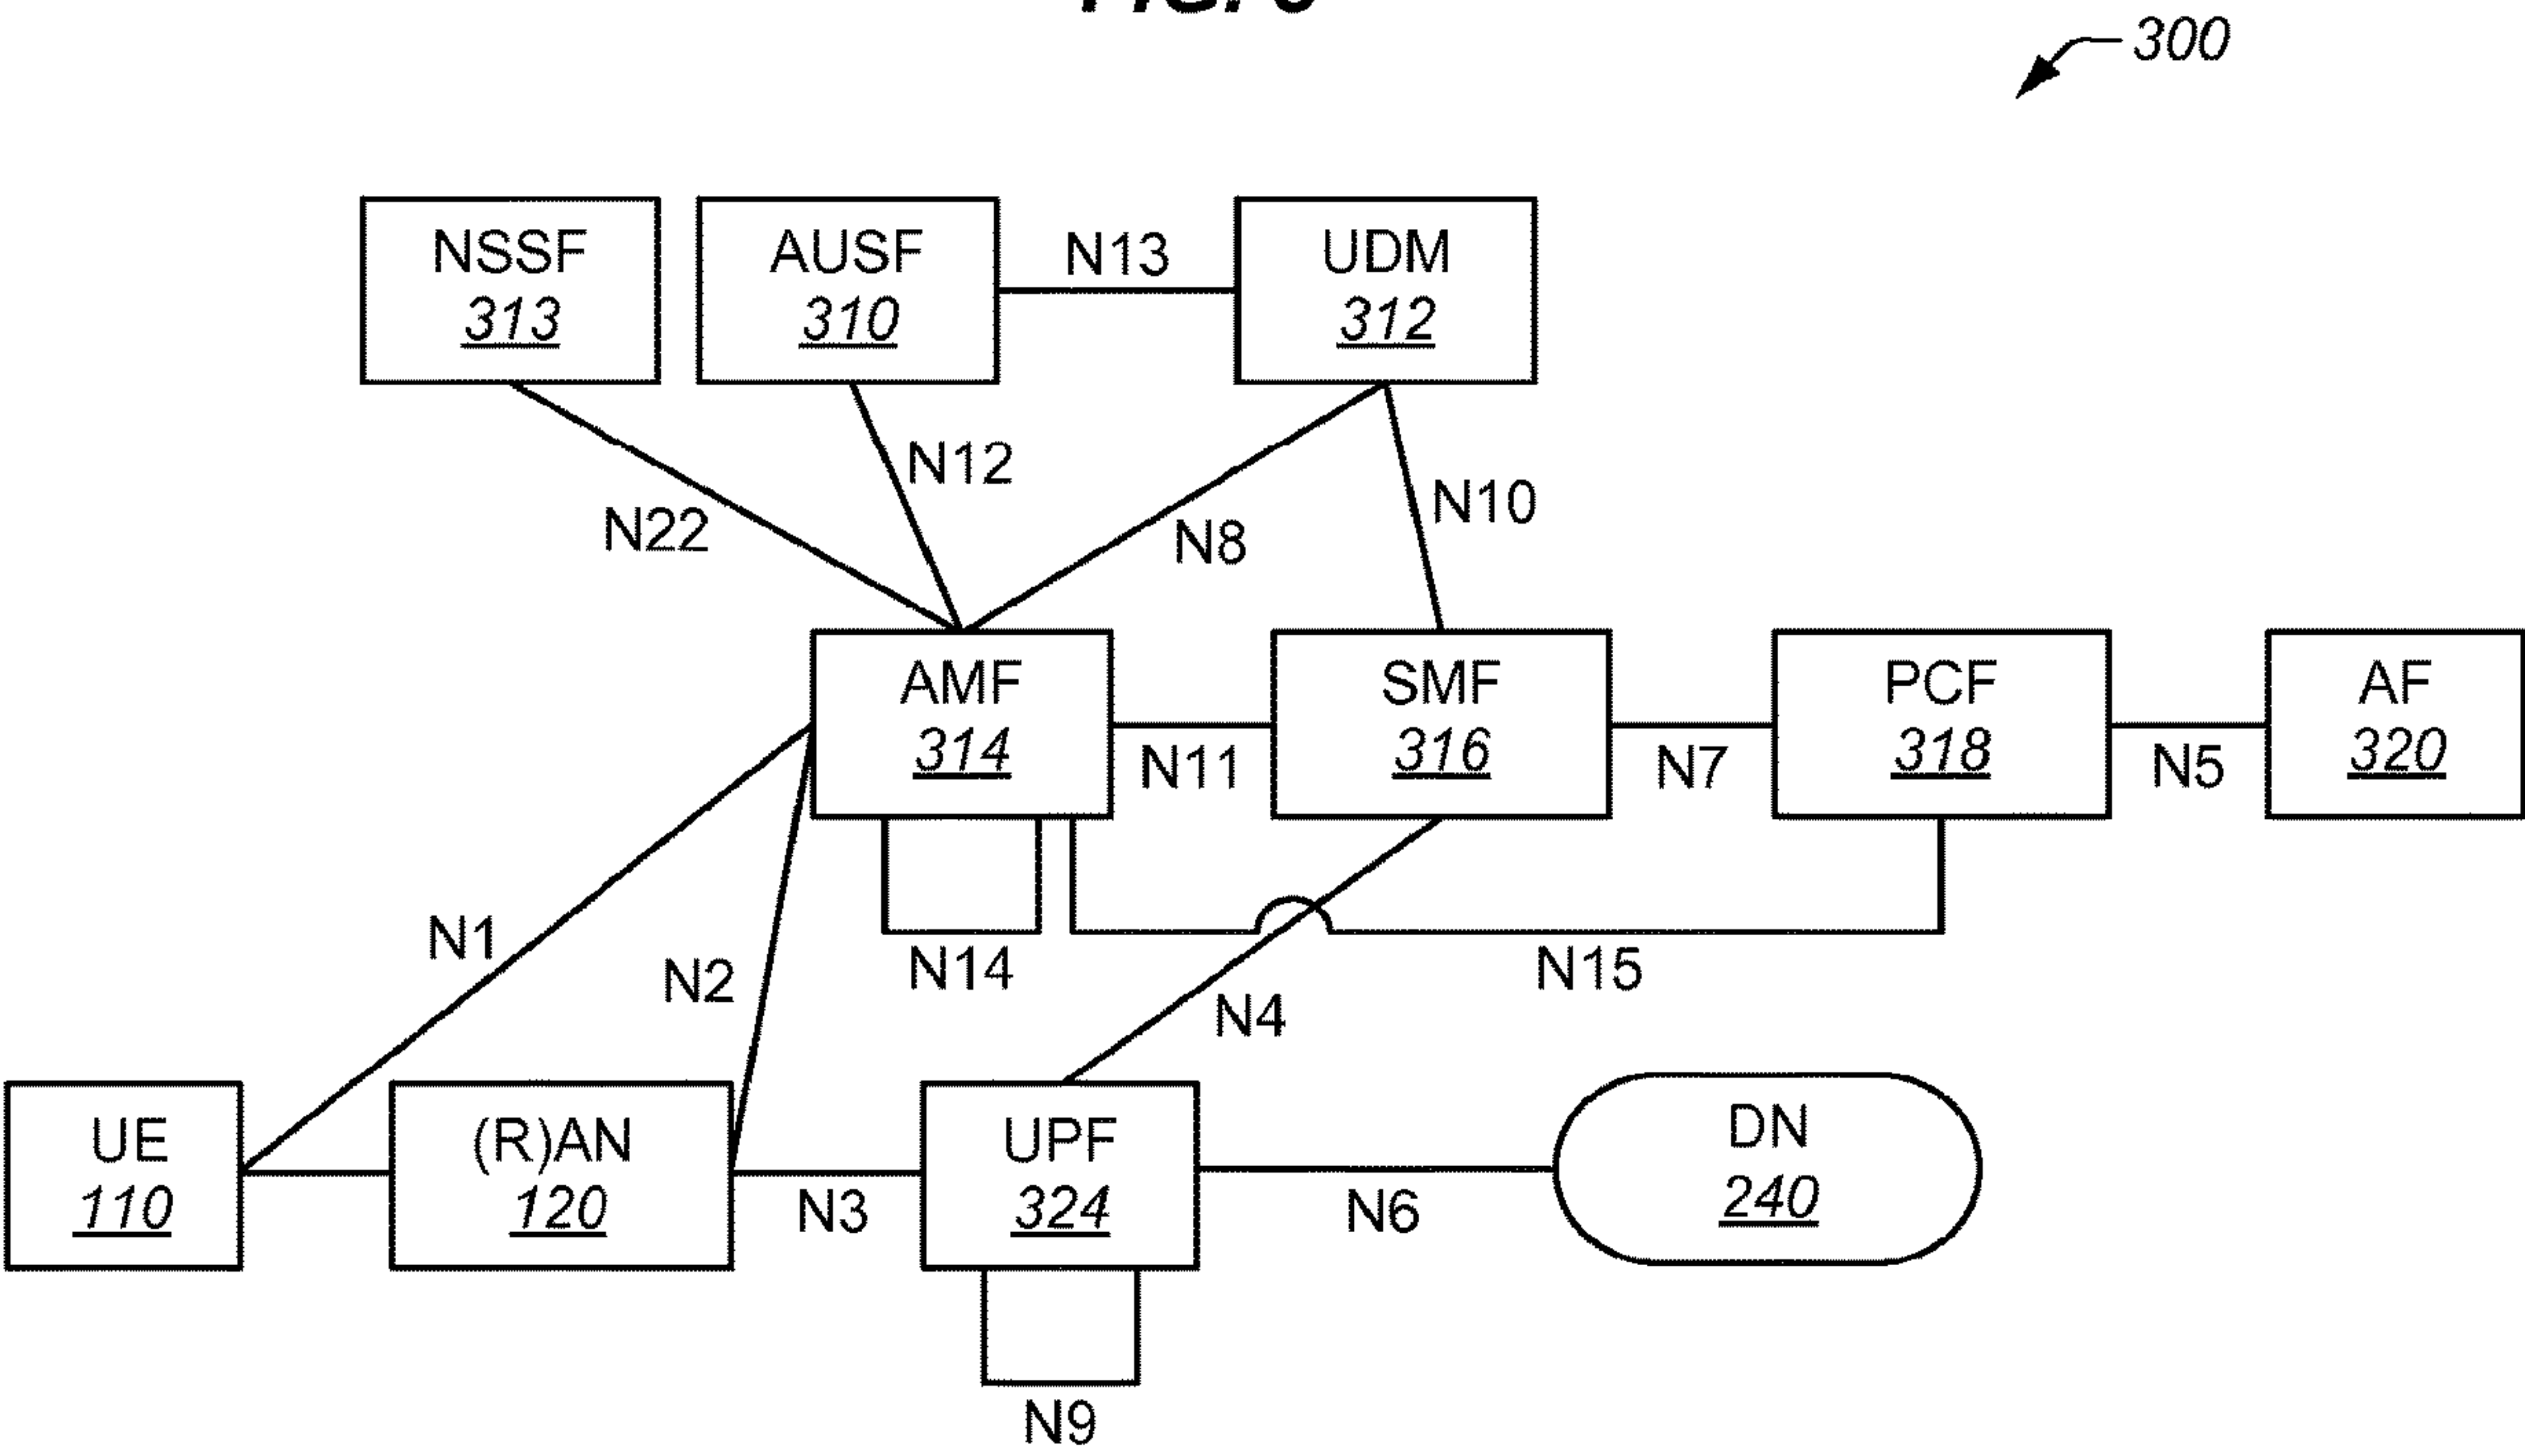 300
NSSF
313
AUSF
310
N13
UDM
312
N12
N22
N8
N10
AMF
314
N11
SMF
316
N7
PCF
318
N5
AF
320
N1
N2
N14
N15
N4
UE
110
(R)AN
120
N3
UPF
324
N6
DN
240
N9